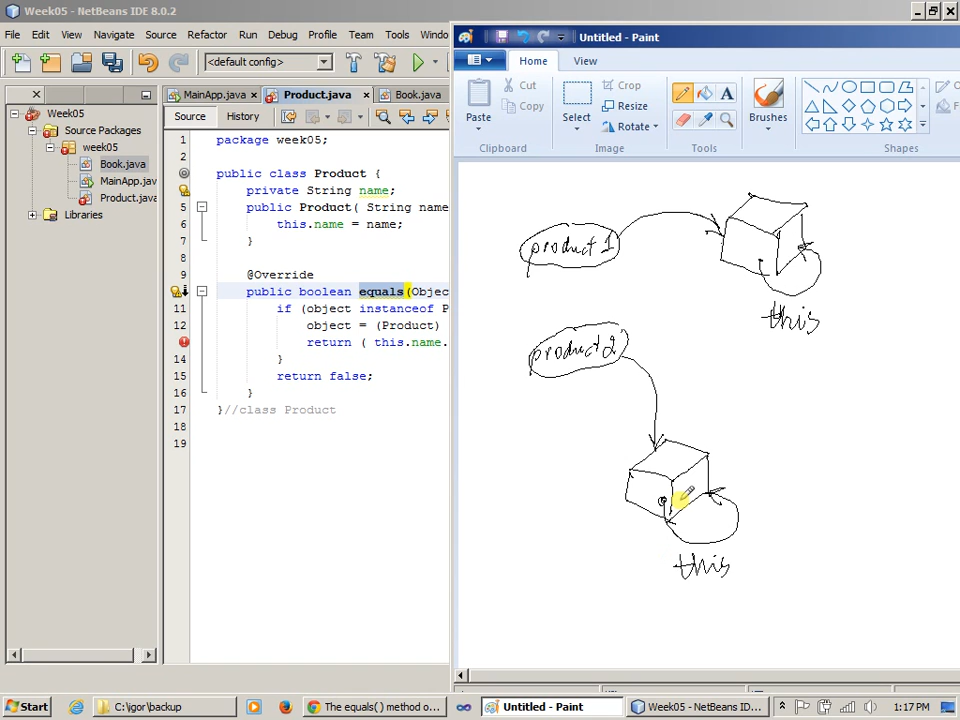 Week05 - NetBeans IDE 8.0.2
File Edit View Navigate Source Refactor Run Debug Profile Team Tools Windo
<default config>
MainApp.java Product.java Book.java
Source History
Week05
Source Packages
week05
Book.java
MainApp.jav
Product.java
Libraries
1 package week05;
2
3 public class Product {
private String name;
5 public Product( String name
6 this.name = name;
7 }
8
9 @Override
public boolean equals(Objec
11 if (object instanceof P
12 object = (Product)
return ( this.name.
14 }
15 return false;
16 }
17 }//class Product
18
19
Untitled - Paint
Home View
Paste
Cut
Copy
Clipboard
Select
Crop
Resize
Rotate
Image
A
Tools
Brushes
Shapes
product 1
this
product 2
this
Start
C:\igor\backup
The equals( ) method o...
Untitled - Paint
Week05 - NetBeans ID...
1:17 PM